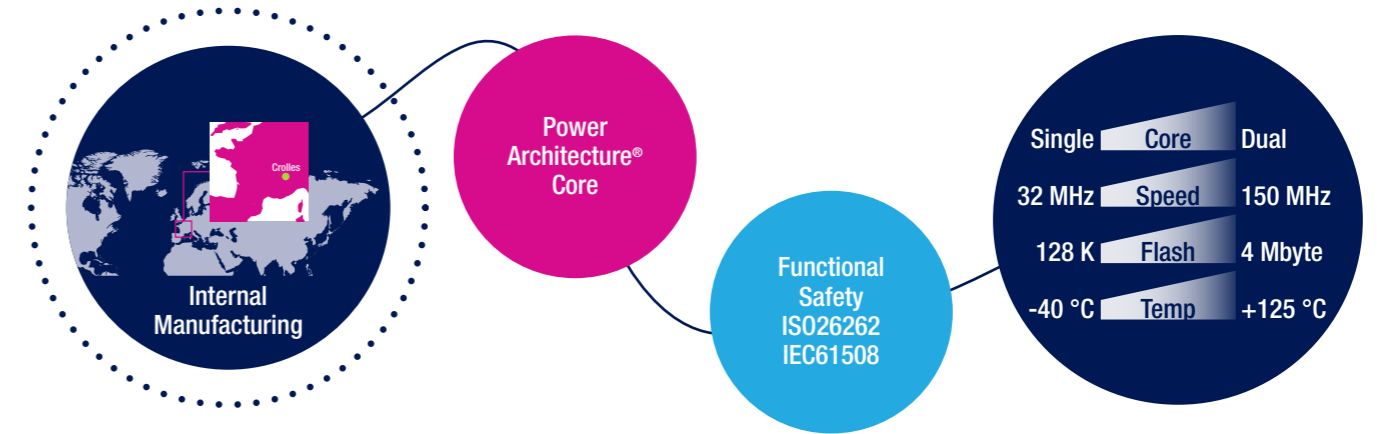 Crolles
Internal
Manufacturing
Power
Architecture®
Core
Functional
Safety
ISO26262
IEC61508
Single Core Dual
32 MHz Speed 150 MHz
128 K Flash 4 Mbyte
-40 °C Temp +125 °C